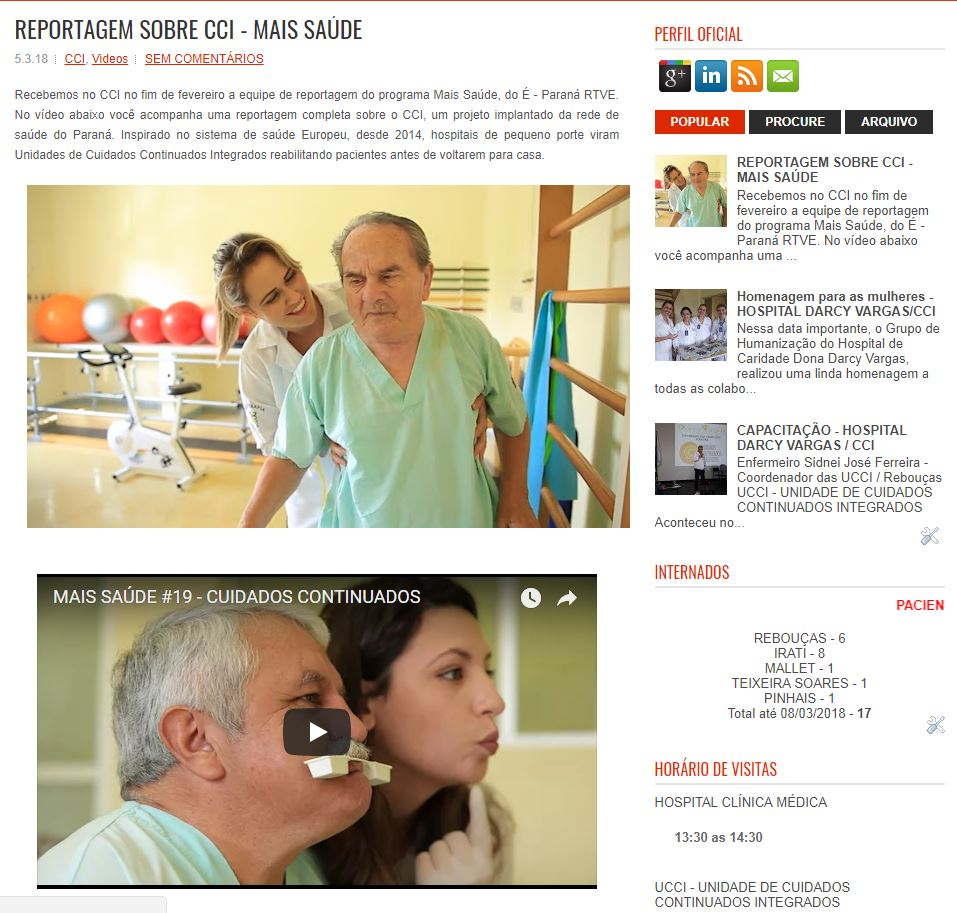 REPORTAGEM SOBRE CCI - MAIS SAÚDE
5.3.18 CCI, Videos SEM COMENTÁRIOS
Recebemos no CCI no fim de fevereiro a equipe de reportagem do programa Mais Saúde, do É - Paraná RTVE.
No vídeo abaixo você acompanha uma reportagem completa sobre o CCI, um projeto implantado da rede de
saúde do Paraná. Inspirado no sistema de saúde Europeu, desde 2014, hospitais de pequeno porte viram
Unidades de Cuidados Continuados Integrados reabilitando pacientes antes de voltarem para casa.
MAIS SAÚDE #19 - CUIDADOS CONTINUADOS
PERFIL OFICIAL
g+ in
POPULAR PROCURE ARQUIVO
REPORTAGEM SOBRE CCI -
MAIS SAÚDE
Recebemos no CCI no fim de
fevereiro a equipe de reportagem
do programa Mais Saúde, do É -
Paraná RTVE. No vídeo abaixo
você acompanha uma ...
Homenagem para as mulheres -
HOSPITAL DARCY VARGAS/CCI
Nessa data importante, o Grupo de
Humanização do Hospital de
Caridade Dona Darcy Vargas,
realizou uma linda homenagem a
todas as colabo...
CAPACITAÇÃO - HOSPITAL
DARCY VARGAS / CCI
Enfermeiro Sidnei José Ferreira -
Coordenador das UCCI / Rebouças
UCCI - UNIDADE DE CUIDADOS
CONTINUADOS INTEGRADOS
Aconteceu no...
INTERNADOS
PACIEN
REBOUÇAS - 6
IRATI - 8
MALLET - 1
TEIXEIRA SOARES - 1
PINHAIS - 1
Total até 08/03/2018 - 17
HORÁRIO DE VISITAS
HOSPITAL CLÍNICA MÉDICA
13:30 as 14:30
UCCI - UNIDADE DE CUIDADOS
CONTINUADOS INTEGRADOS